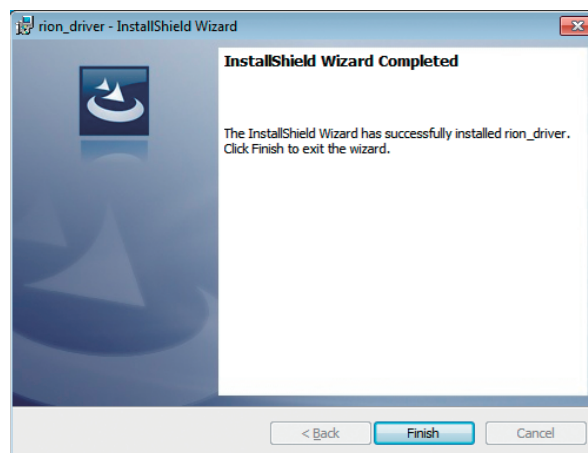 rion_driver - InstallShield Wizard
InstallShield Wizard Completed
The InstallShield Wizard has successfully installed rion_driver.
Click Finish to exit the wizard.
< Back
Finish
Cancel